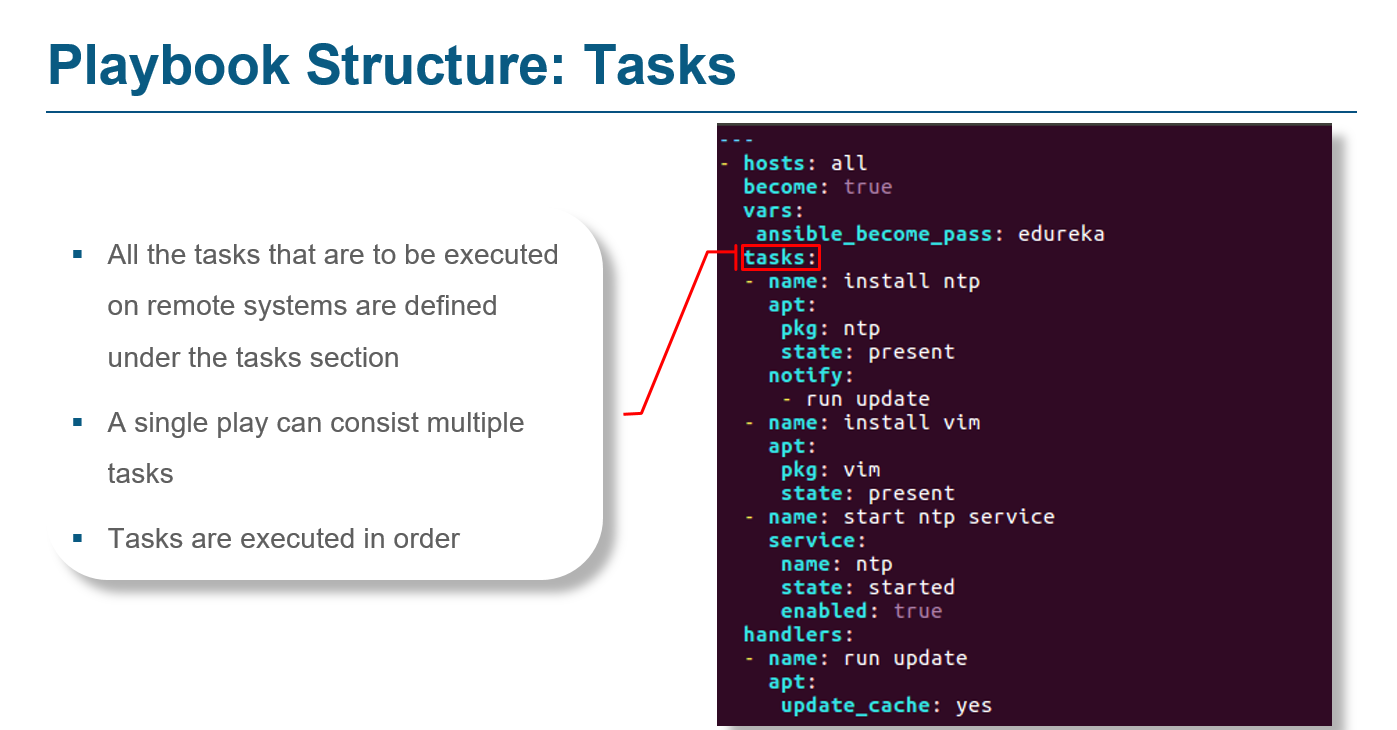 Playbook Structure: Tasks
▪ All the tasks that are to be executed
on remote systems are defined
under the tasks section
▪ A single play can consist multiple
tasks
▪ Tasks are executed in order
---
- hosts: all
  become: true
  vars:
   ansible_become_pass: edureka
  tasks:
  - name: install ntp
    apt:
     pkg: ntp
     state: present
    notify:
     - run update
  - name: install vim
    apt:
     pkg: vim
     state: present
  - name: start ntp service
    service:
     name: ntp
     state: started
     enabled: true
  handlers:
  - name: run update
    apt:
     update_cache: yes